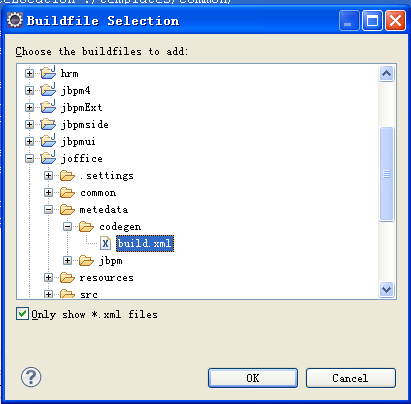 Buildfile Selection
Choose the buildfiles to add:
hrm
jbpm4
jbpmExt
jbpmside
jbpmui
joffice
.settings
common
metedata
codegen
build.xml
jbpm
resources
src
Only show *.xml files
OK
Cancel